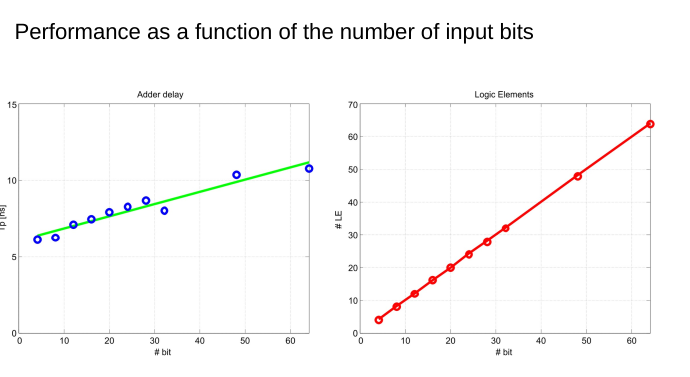 Performance as a function of the number of input bits
Adder delay
15
10
5
0
Tp [ns]
0 10 20 30 40 50 60
# bit
Logic Elements
70
60
50
40
30
20
10
0
# LE
0 10 20 30 40 50 60
# bit